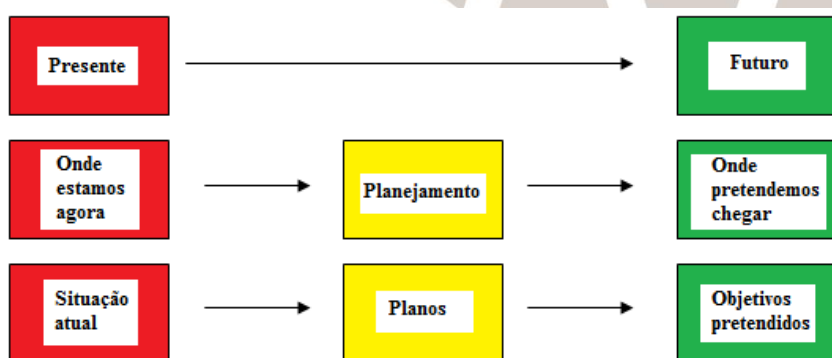 Presente
Futuro
Onde
estamos
agora
Planejamento
Onde
pretendemos
chegar
Situação
atual
Planos
Objetivos
pretendidos